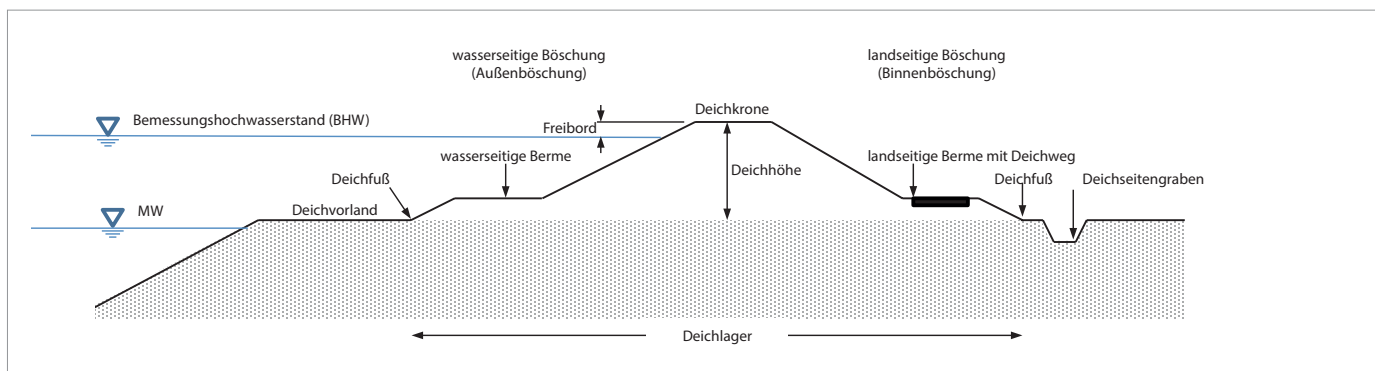 wasserseitige Böschung
(Außenböschung)
landseitige Böschung
(Binnenböschung)
Deichkrone
Bemessungshochwasserstand (BHW)
Freibord
wasserseitige Berme
landseitige Berme mit Deichweg
Deichhöhe
Deichfuß
Deichfuß
Deichseitengraben
MW
Deichvorland
Deichlager